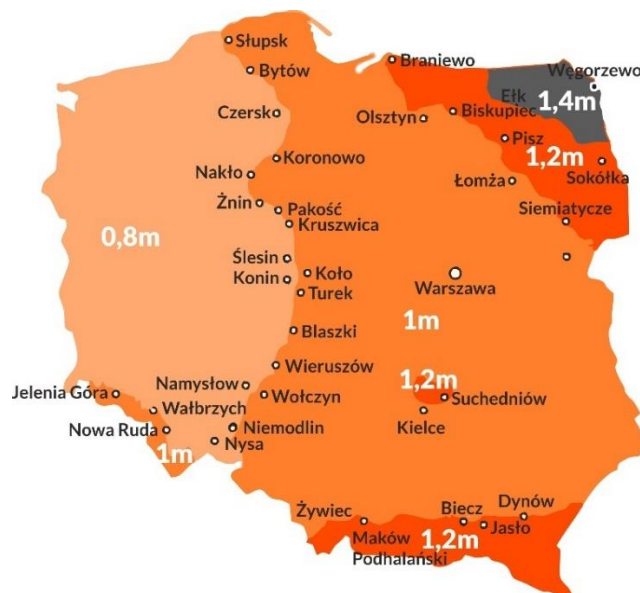 Słupsk
Braniewo
Bytów
Węgorzewo
Ełk
1,4m
Czersk
Olsztyn
Biskupiec
Pisz
1,2m
Koronowo
Sokółka
Nakło
Łomża
Żnin
Pakość
Siemiatycze
Kruszwica
0,8m
Ślesin
Koło
Konin
Warszawa
Turek
1m
Blaszki
Wieruszów
1,2m
Namysłow
Jelenia Góra
Wołczyn
Suchedniów
Wałbrzych
Kielce
Nowa Ruda
Niemodlin
Nysa
1m
Dynów
Żywiec
Biecz
Jasło
Maków
Podhalański
1,2m